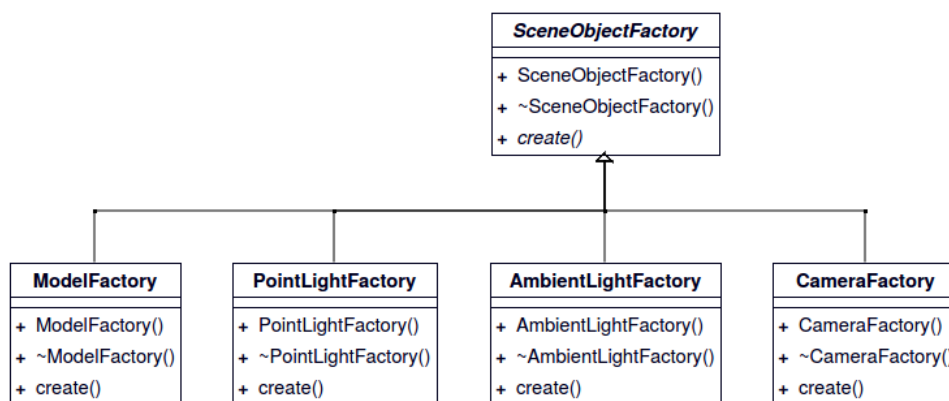 SceneObjectFactory
+ SceneObjectFactory()
+ ~SceneObjectFactory()
+ create()
ModelFactory
+ ModelFactory()
+ ~ModelFactory()
+ create()
PointLightFactory
+ PointLightFactory()
+ ~PointLightFactory()
+ create()
AmbientLightFactory
+ AmbientLightFactory()
+ ~AmbientLightFactory()
+ create()
CameraFactory
+ CameraFactory()
+ ~CameraFactory()
+ create()